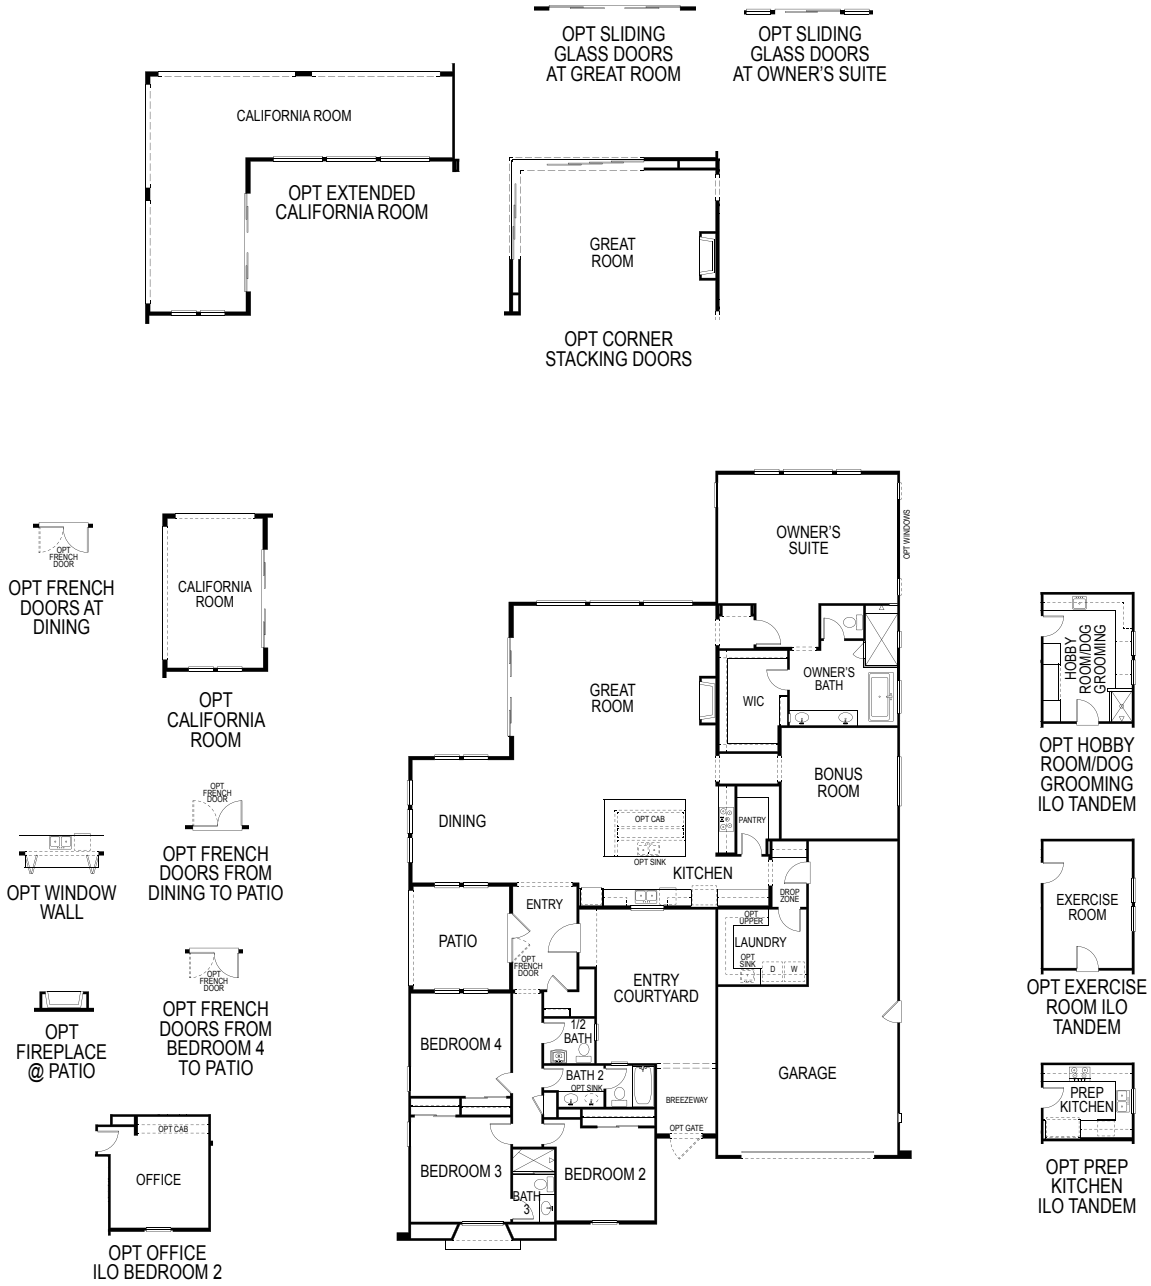 OPT SLIDING
GLASS DOORS
AT GREAT ROOM
OPT SLIDING
GLASS DOORS
AT OWNER'S SUITE
CALIFORNIA ROOM
OPT EXTENDED
CALIFORNIA ROOM
GREAT
ROOM
OPT CORNER
STACKING DOORS
OPT
FRENCH
DOOR
OPT FRENCH
DOORS AT
DINING
CALIFORNIA
ROOM
OPT
CALIFORNIA
ROOM
OPT
FRENCH
DOOR
OPT FRENCH
DOORS FROM
DINING TO PATIO
OPT WINDOW
WALL
OPT
FRENCH
DOOR
OPT FRENCH
DOORS FROM
BEDROOM 4
TO PATIO
OPT
FIREPLACE
@ PATIO
OPT CAB
OFFICE
OPT OFFICE
ILO BEDROOM 2
OWNER'S
SUITE
OPT WINDOWS
OWNER'S
BATH
WIC
GREAT
ROOM
BONUS
ROOM
DINING
OPT CAB
OPT SINK
PANTRY
KITCHEN
DROP
ZONE
ENTRY
PATIO
OPT
FRENCH
DOOR
OPT
UPPER
LAUNDRY
OPT
SINK
D
W
ENTRY
COURTYARD
1/2
BATH
BEDROOM 4
BATH 2
OPT SINK
GARAGE
BREEZEWAY
OPT GATE
BEDROOM 3
BATH
3
BEDROOM 2
HOBBY
ROOM/DOG
GROOMING
OPT HOBBY
ROOM/DOG
GROOMING
ILO TANDEM
EXERCISE
ROOM
OPT EXERCISE
ROOM ILO
TANDEM
PREP
KITCHEN
OPT PREP
KITCHEN
ILO TANDEM